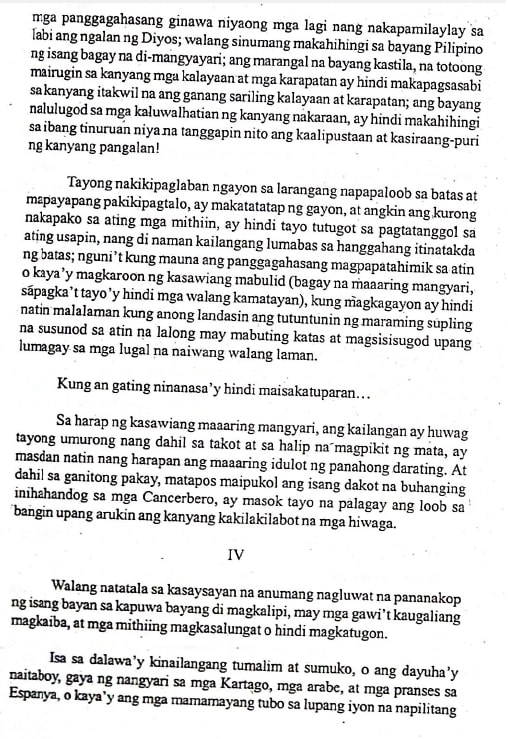 mga panggagahasang ginawa niyaong mga lagi nang nakapamilaylay sa
labi ang ngalan ng Diyos; walang sinumang makahihingi sa bayang Pilipino
ng isang bagay na di-mangyayari; ang marangal na bayang kastila, na totoong
mairugin sa kanyang mga kalayaan at mga karapatan ay hindi makapagsasabi
sa kanyang itakwil na ang ganang sariling kalayaan at karapatan; ang bayang
nalulugod sa mga kaluwalhatian ng kanyang nakaraan, ay hindi makahihingi
sa ibang tinuruan niya na tanggapin nito ang kaalipustaan at kasiraang-puri
ng kanyang pangalan!
Tayong nakikipaglaban ngayon sa larangang napapaloob sa batas at
mapayapang pakikipagtalo, ay makatatatap ng gayon, at angkin ang kurong
nakapako sa ating mga mithiin, ay hindi tayo tutugot sa pagtatanggol sa
ating usapin, nang di naman kailangang lumabas sa hanggahang itinatakda
ng batas; nguni't kung mauna ang panggagahasang magpapatahimik sa atin
o kaya'y magkaroon ng kasawiang mabulid (bagay na maaaring mangyari,
sapagka't tayo'y hindi mga walang kamatayan), kung magkagayon ay hindi
natin malalaman kung anong landasin ang tutuntunin ng maraming supling
na susunod sa atin na lalong may mabuting katas at magsisisugod upang
lumagay sa mga lugal na naiwang walang laman.
Kung an gating ninanasa'y hindi maisakatuparan...
Sa harap ng kasawiang maaaring mangyari, ang kailangan ay huwag
tayong umurong nang dahil sa takot at sa halip na magpikit ng mata, ay
masdan natin nang harapan ang maaaring idulot ng panahong darating. At
dahil sa ganitong pakay, matapos maipukol ang isang dakot na buhanging
inihahandog sa mga Cancerbero, ay masok tayo na palagay ang loob sa
bangin upang arukin ang kanyang kakilakilabot na mga hiwaga.
IV
Walang natatala sa kasaysayan na anumang nagluwat na pananakop
ng isang bayan sa kapuwa bayang di magkalipi, may mga gawi't kaugaliang
magkaiba, at mga mithiing magkasalungat o hindi magkatugon.
Isa sa dalawa'y kinailangang tumalim at sumuko, o ang dayuha'y
naitaboy, gaya ng nangyari sa mga Kartago, mga arabe, at mga pranses sa
Espanya, o kaya'y ang mga mamamayang tubo sa lupang iyon na napilitang